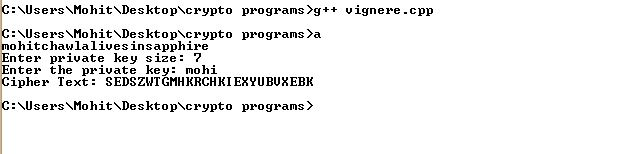 C:\Users\Mohit\Desktop\crypto programs>g++ vignere.cpp
C:\Users\Mohit\Desktop\crypto programs>a
mohitchawlalivesinsapphire
Enter private key size: 7
Enter the private key: mohi
Cipher Text: SEDSZWTGMHKRCHKIEXYUBVXEBK
C:\Users\Mohit\Desktop\crypto programs>